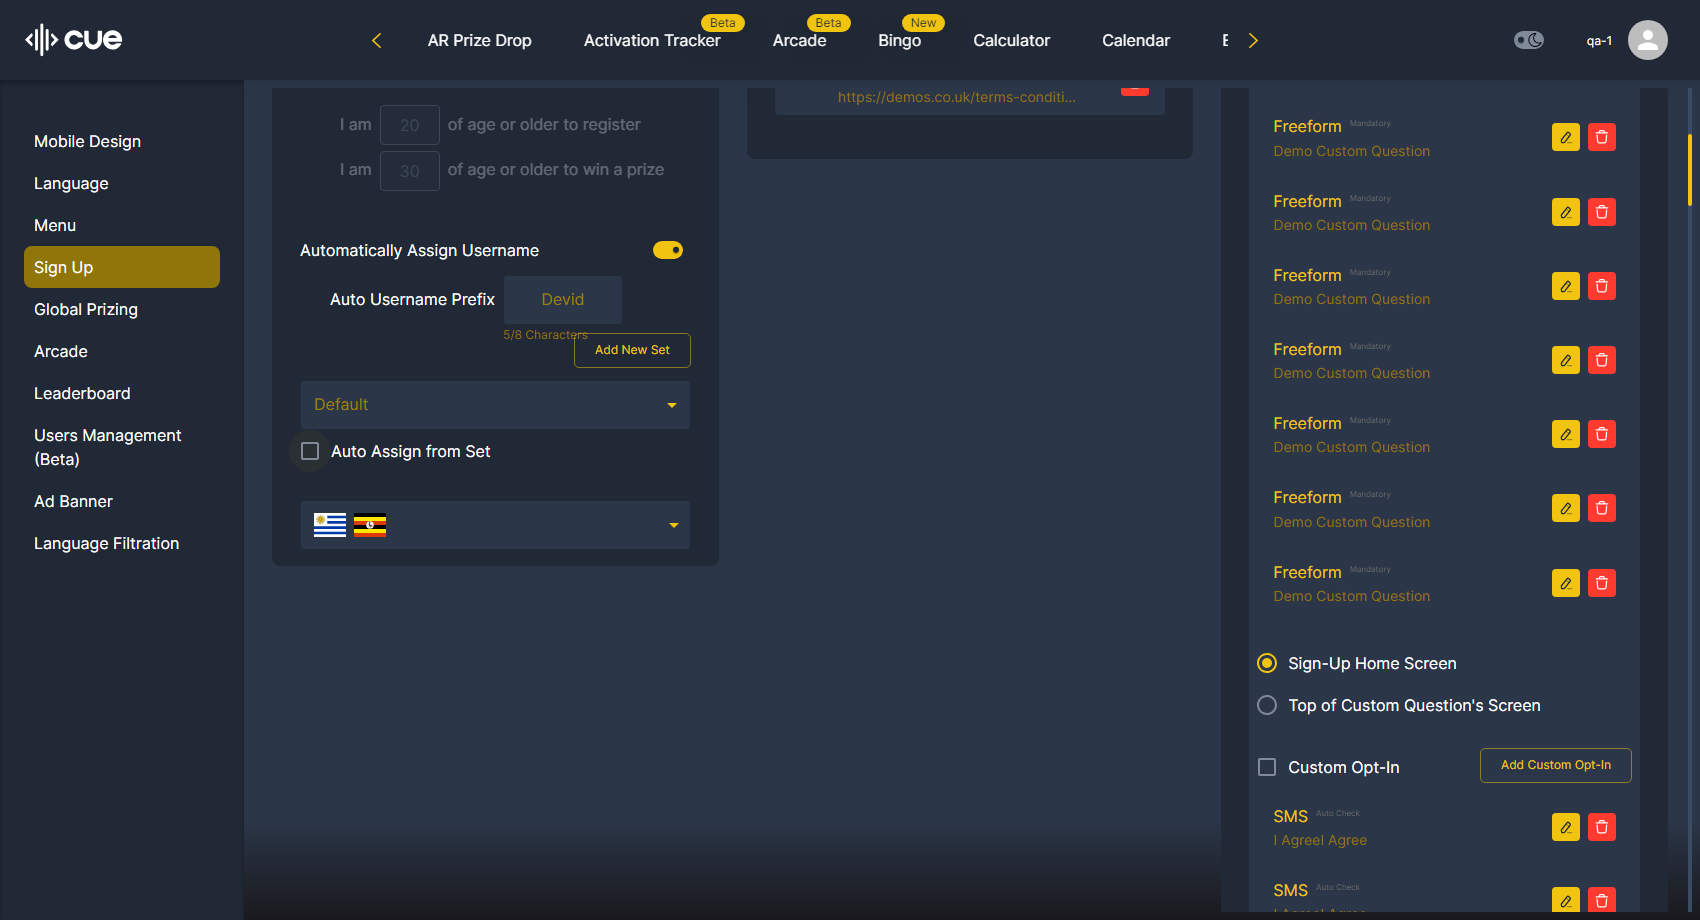 cue
AR Prize Drop
Activation Tracker
Beta
Arcade
Beta
Bingo
New
Calculator
Calendar
qa-1
Mobile Design
Language
Menu
Sign Up
Global Prizing
Arcade
Leaderboard
Users Management
(Beta)
Ad Banner
Language Filtration
I am 20 of age or older to register
I am 30 of age or older to win a prize
Automatically Assign Username
Auto Username Prefix Devid
5/8 Characters
Add New Set
Default
Auto Assign from Set
https://demos.co.uk/terms-conditi...
Freeform Mandatory
Demo Custom Question
Freeform Mandatory
Demo Custom Question
Freeform Mandatory
Demo Custom Question
Freeform Mandatory
Demo Custom Question
Freeform Mandatory
Demo Custom Question
Freeform Mandatory
Demo Custom Question
Freeform Mandatory
Demo Custom Question
Sign-Up Home Screen
Top of Custom Question's Screen
Custom Opt-In
Add Custom Opt-In
SMS Auto Check
I AgreeI Agree
SMS Auto Check